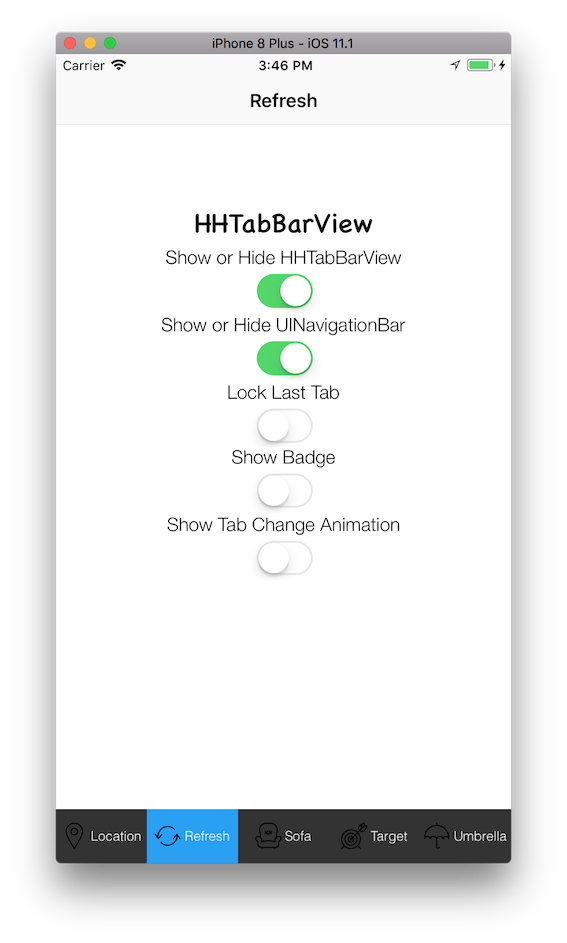 iPhone 8 Plus - iOS 11.1
Carrier 3:46 PM
Refresh
HHTabBarView
Show or Hide HHTabBarView
Show or Hide UINavigationBar
Lock Last Tab
Show Badge
Show Tab Change Animation
Location Refresh Sofa Target Umbrella